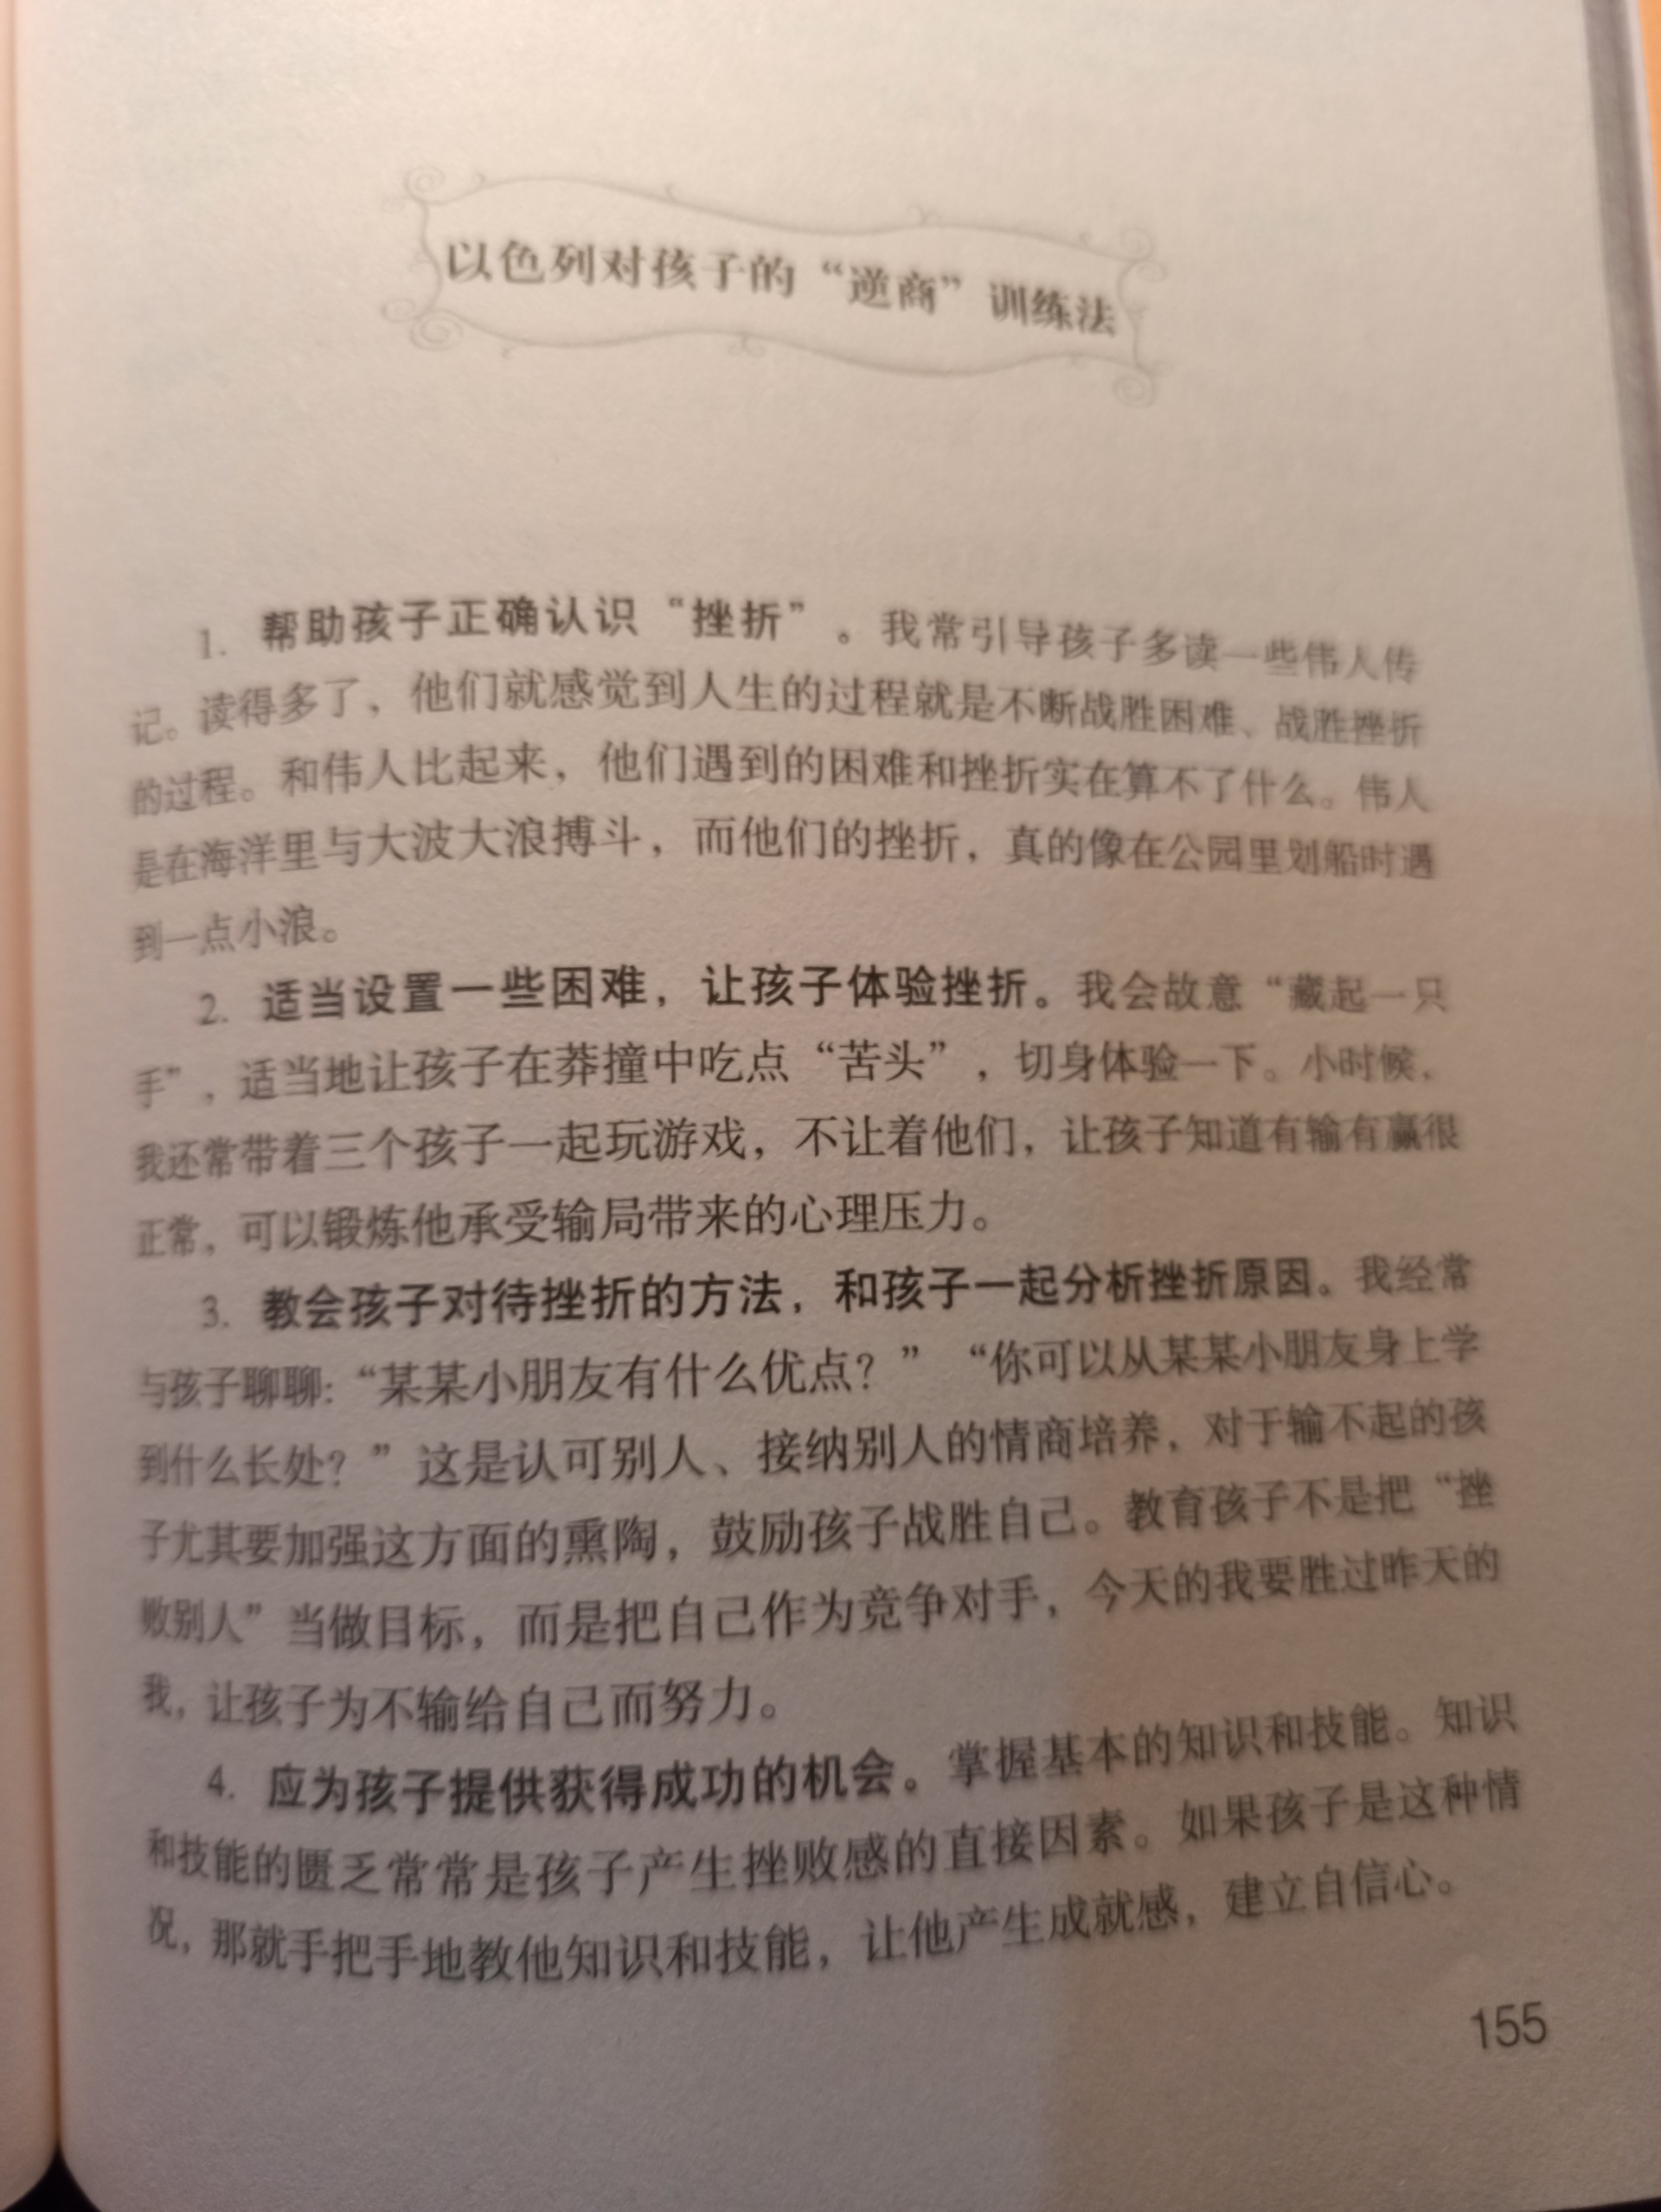 以色列对孩子的“逆商”训练法
1. 帮助孩子正确认识“挫折”。我常引导孩子多读一些伟人传
记。读得多了，他们就感觉到人生的过程就是不断战胜困难、战胜挫折
的过程。和伟人比起来，他们遇到的困难和挫折实在算不了什么。伟人
是在海洋里与大波大浪搏斗，而他们的挫折，真的像在公园里划船时遇
到一点小浪。
2. 适当设置一些困难，让孩子体验挫折。我会故意“藏起一只
手”，适当地让孩子在莽撞中吃点“苦头”，切身体验一下。小时候，
我还常带着三个孩子一起玩游戏，不让着他们，让孩子知道有输有赢很
正常，可以锻炼他承受输局带来的心理压力。
3. 教会孩子对待挫折的方法，和孩子一起分析挫折原因。我经常
与孩子聊聊：“某某小朋友有什么优点？”“你可以从某某小朋友身上学
到什么长处？”这是认可别人、接纳别人的情商培养，对于输不起的孩
子尤其要加强这方面的熏陶，鼓励孩子战胜自己。教育孩子不是把“挫
败别人”当做目标，而是把自己作为竞争对手，今天的我要胜过昨天的
我，让孩子为不输给自己而努力。
4. 应为孩子提供获得成功的机会。掌握基本的知识和技能。知识
和技能的匮乏常常是孩子产生挫败感的直接因素。如果孩子是这种情
况，那就手把手地教他知识和技能，让他产生成就感，建立自信心。
155